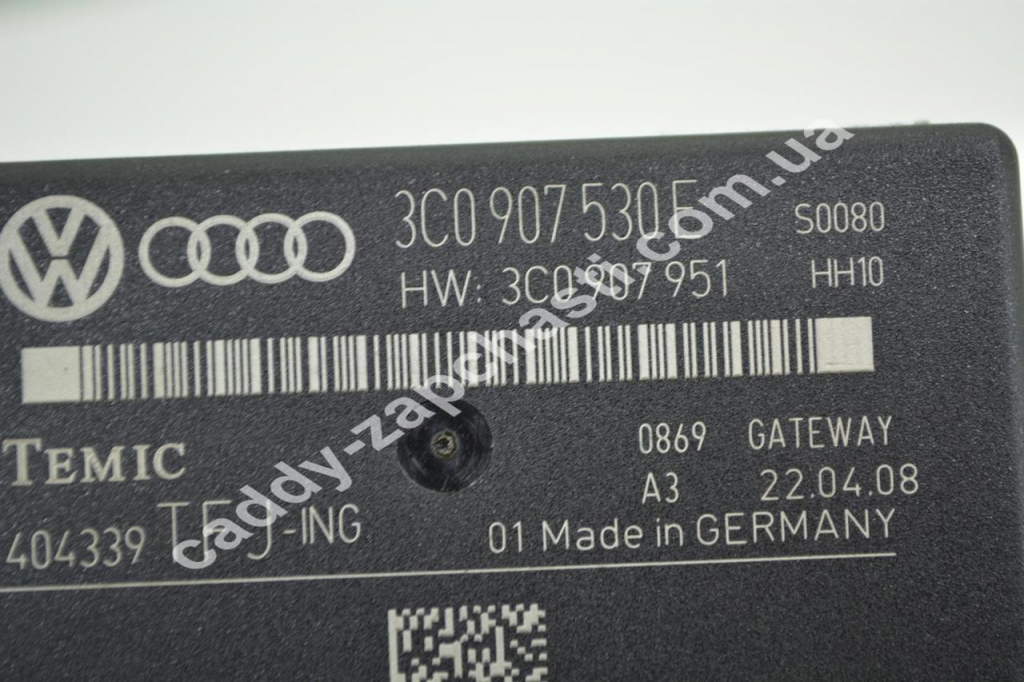 3C0 907 530 E S0080
HW: 3C0 907 951 HH10
TEMIC 0869 GATEWAY
A3 22.04.08
404339 -ING 01 Made in GERMANY
caddy-zapchasti.com.ua